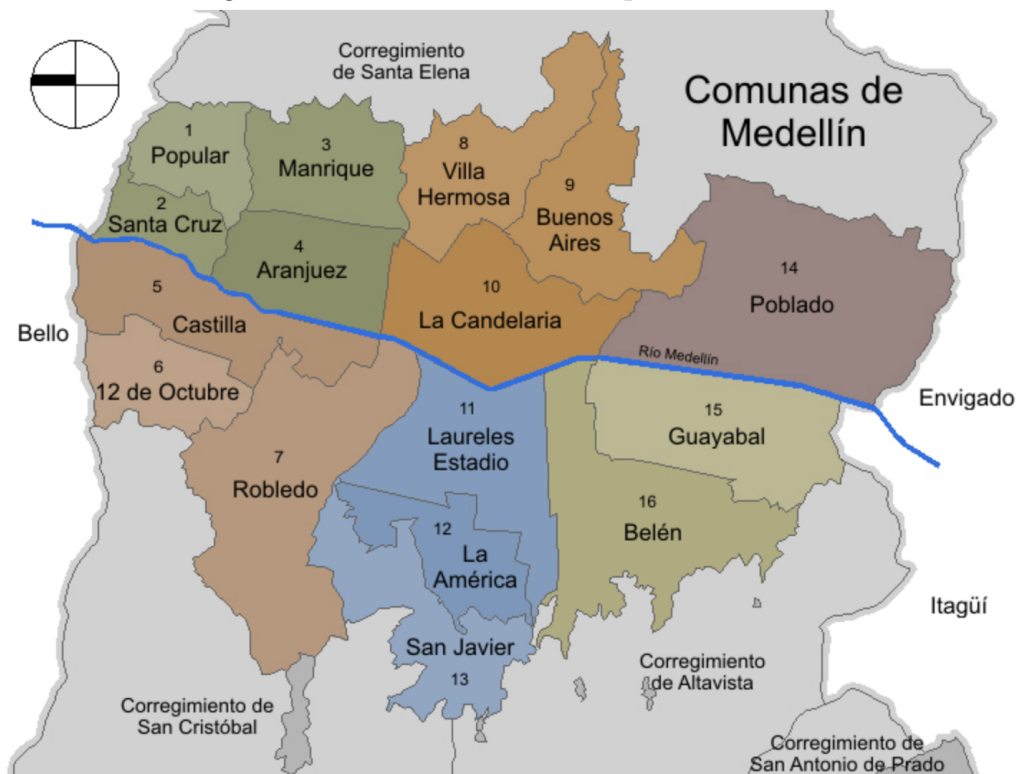 Comunas de
Medellín
Corregimiento
de Santa Elena
1
Popular
3
Manrique
8
Villa
Hermosa
9
Buenos
Aires
2
Santa Cruz
4
Aranjuez
14
Poblado
5
Castilla
10
La Candelaria
Bello
Río Medellín
6
12 de Octubre
11
Laureles
Estadio
15
Guayabal
Envigado
7
Robledo
16
Belén
12
La
América
Itagüí
San Javier
13
Corregimiento
de Altavista
Corregimiento de
San Cristóbal
Corregimiento de
San Antonio de Prado